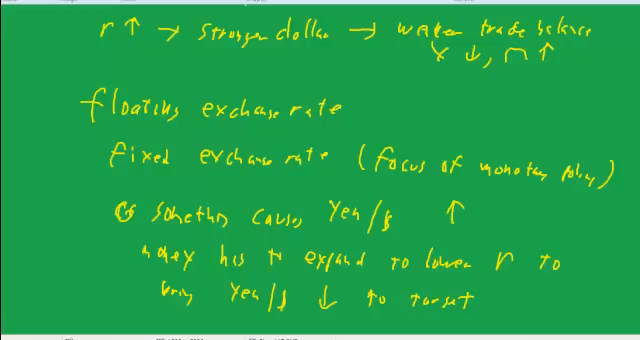 r ↑ → stronger dollar → weaker trade balance
X ↓, M ↑
floating exchange rate
fixed exchange rate (focus of monetary policy)
if something causes Yen/$ ↑
money has to expand to lower r to
bring Yen/$ ↓ to target